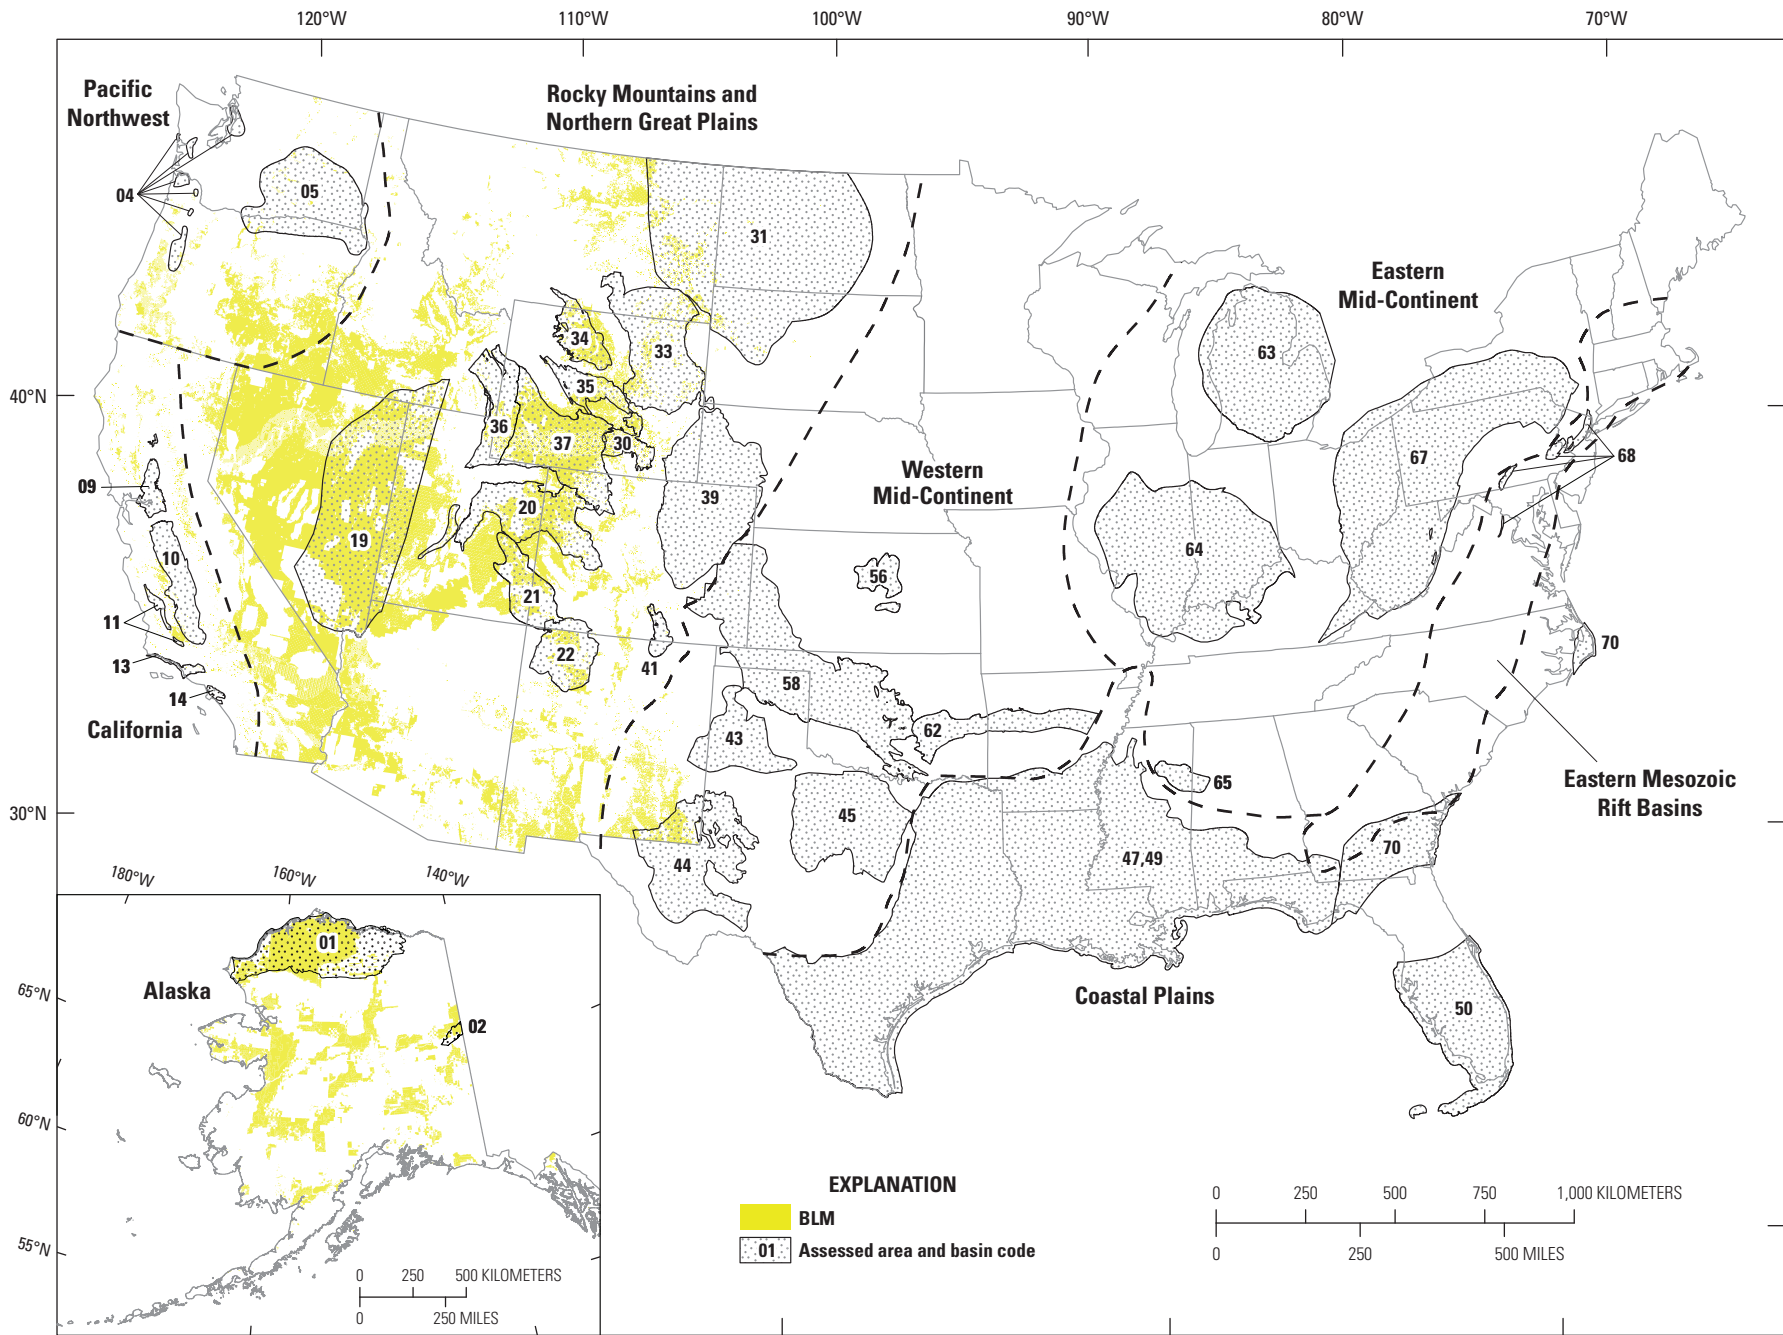 120°W
110°W
100°W
90°W
80°W
70°W
Pacific
Northwest
Rocky Mountains and
Northern Great Plains
04
05
31
Eastern
Mid-Continent
34
33
63
35
40°N
36
37
30
67
68
09
39
Western
Mid-Continent
20
19
10
64
56
21
11
22
41
70
13
58
14
California
43
62
65
Eastern Mesozoic
Rift Basins
30°N
45
44
47,49
70
180°W
160°W
140°W
01
Alaska
65°N
02
Coastal Plains
50
60°N
55°N
EXPLANATION
BLM
01
Assessed area and basin code
0 250 500 750 1,000 KILOMETERS
0 250 500 MILES
0 250 500 KILOMETERS
0 250 MILES